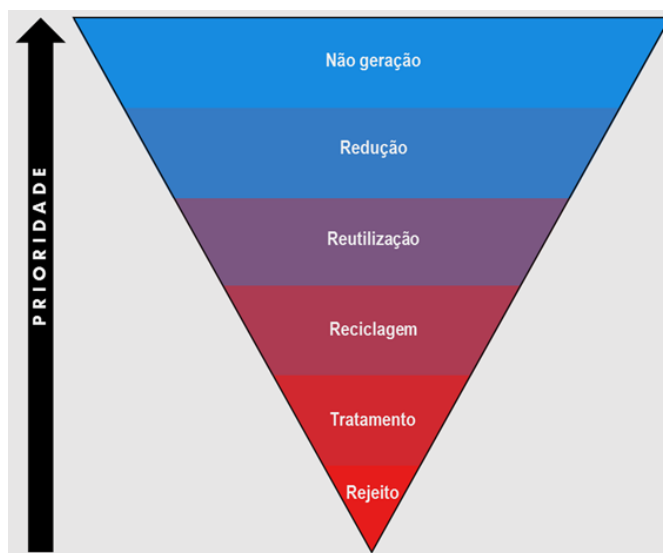 PRIORIDADE
Não geração
Redução
Reutilização
Reciclagem
Tratamento
Rejeito